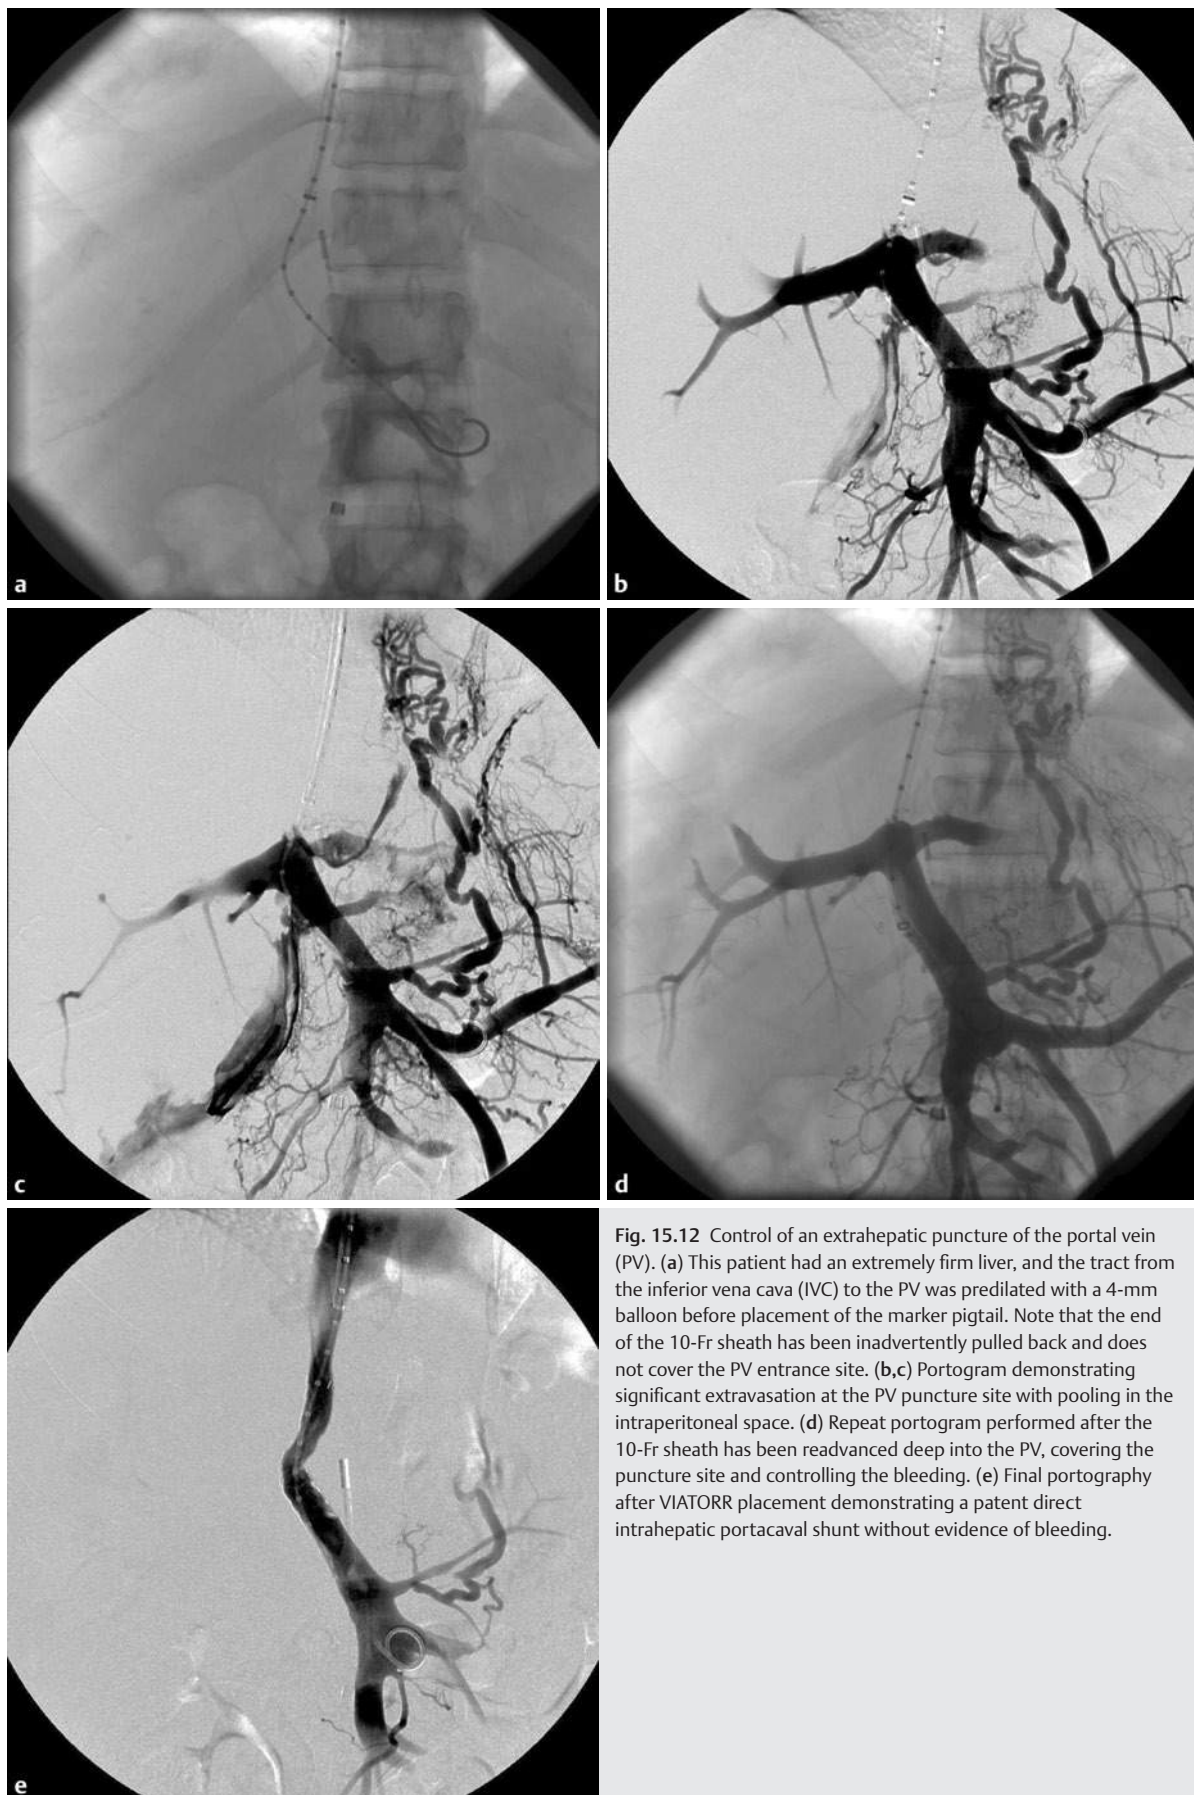 a
b
c
d
e
Fig. 15.12 Control of an extrahepatic puncture of the portal vein
(PV). (a) This patient had an extremely firm liver, and the tract from
the inferior vena cava (IVC) to the PV was predilated with a 4-mm
balloon before placement of the marker pigtail. Note that the end
of the 10-Fr sheath has been inadvertently pulled back and does
not cover the PV entrance site. (b,c) Portogram demonstrating
significant extravasation at the PV puncture site with pooling in the
intraperitoneal space. (d) Repeat portogram performed after the
10-Fr sheath has been readvanced deep into the PV, covering the
puncture site and controlling the bleeding. (e) Final portography
after VIATORR placement demonstrating a patent direct
intrahepatic portacaval shunt without evidence of bleeding.